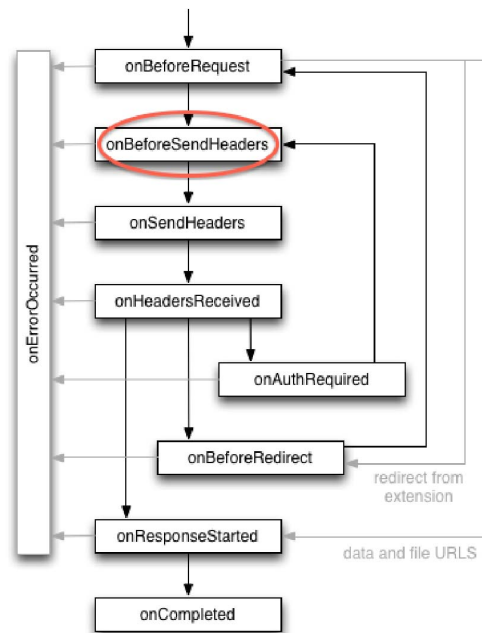 onBeforeRequest
onBeforeSendHeaders
onSendHeaders
onHeadersReceived
onErrorOccurred
onAuthRequired
onBeforeRedirect
redirect from
extension
onResponseStarted
data and file URLS
onCompleted